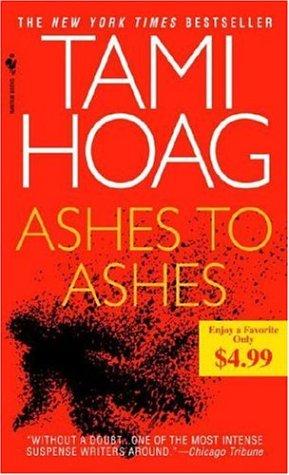 THE NEW YORK TIMES BESTSELLER
TAMI
HOAG
ASHES TO
ASHES
Enjoy a Favorite
Only
$4.99
"WITHOUT A DOUBT...ONE OF THE MOST INTENSE
SUSPENSE WRITERS AROUND."—Chicago Tribune